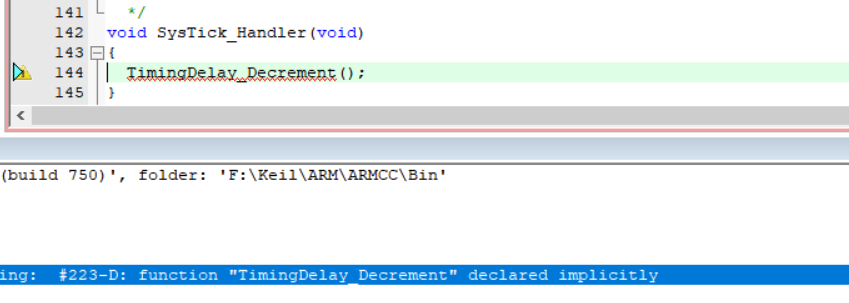 141 */
142 void SysTick_Handler(void)
143 {
144 TimingDelay_Decrement();
145 }
(build 750)', folder: 'F:\Keil\ARM\ARMCC\Bin'
ing: #223-D: function "TimingDelay_Decrement" declared implicitly